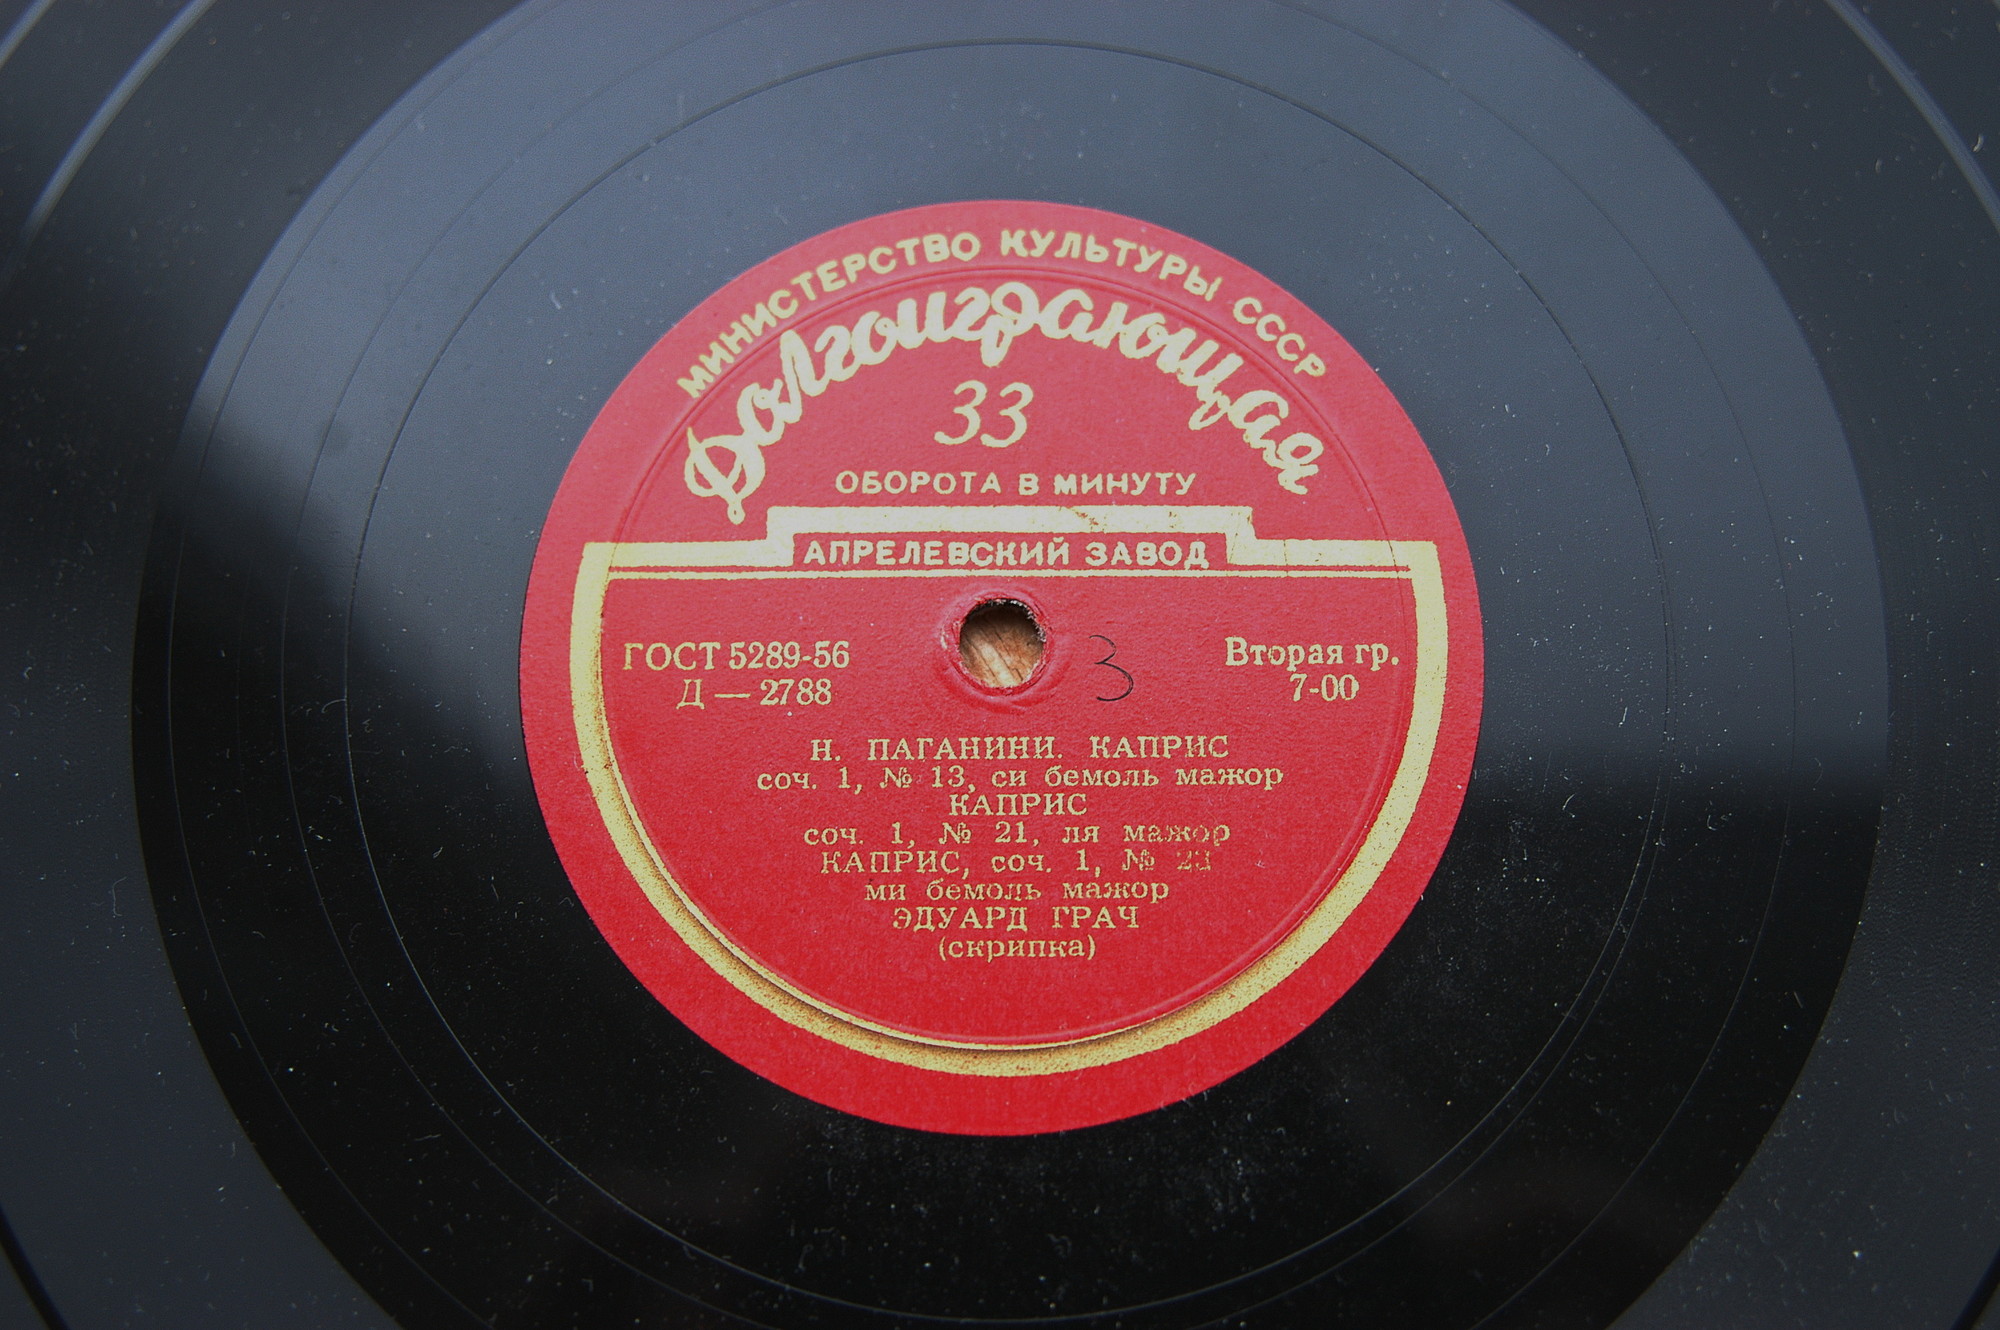 МИНИСТЕРСТВО КУЛЬТУРЫ СССР
Долгоиграющая
33
ОБОРОТА В МИНУТУ
АПРЕЛЕВСКИЙ ЗАВОД
ГОСТ 5289-56
Д — 2788
3
Вторая гр.
7-00
Н. ПАГАНИНИ. КАПРИС
соч. 1, № 13, си бемоль мажор
КАПРИС
соч. 1, № 21, ля мажор
КАПРИС, соч. 1, № 23
ми бемоль мажор
ЭДУАРД ГРАЧ
(скрипка)